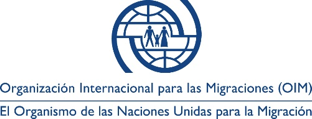 Organización Internacional para las Migraciones (OIM)
El Organismo de las Naciones Unidas para la Migración